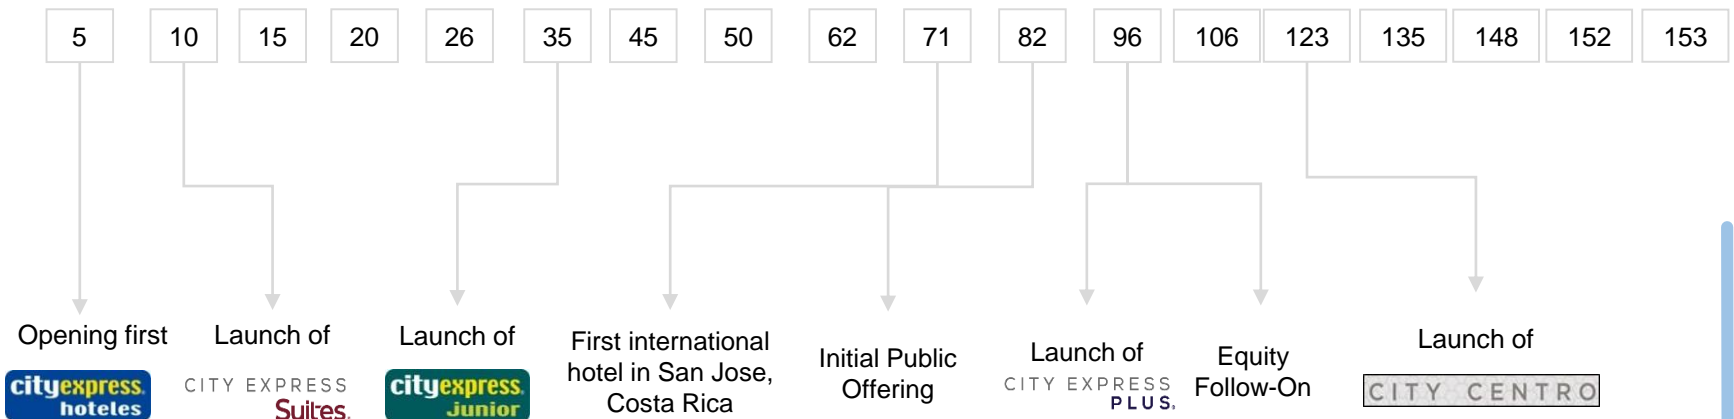 5 10 15 20 26 35 45 50 62 71 82 96 106 123 135 148 152 153
Opening first
cityexpress.
hoteles
Launch of
CITY EXPRESS
Suites.
Launch of
cityexpress.
Junior
First international
hotel in San Jose,
Costa Rica
Initial Public
Offering
Launch of
CITY EXPRESS
PLUS.
Equity
Follow-On
Launch of
CITY CENTRO